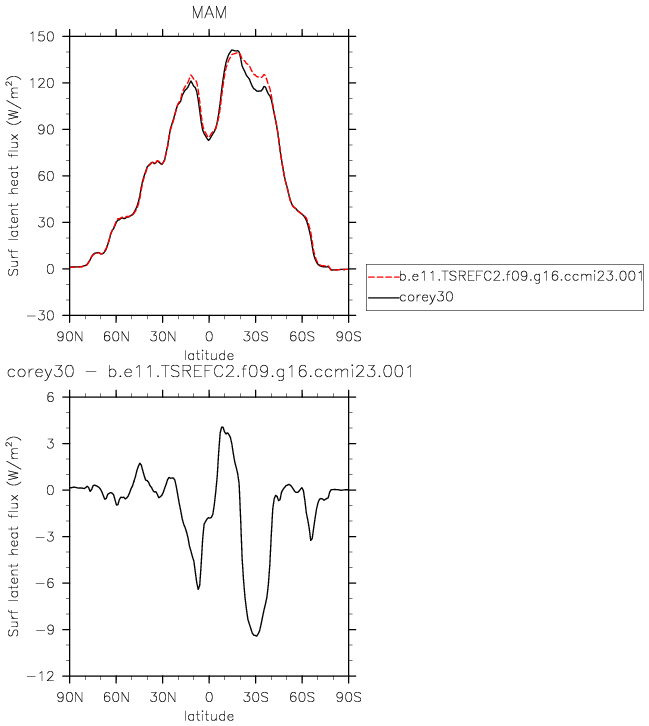 MAM
Surf latent heat flux (W/m²)
150
120
90
60
30
0
−30
90N 60N 30N 0 30S 60S 90S
latitude
b.e11.TSREFC2.f09.g16.ccmi23.001
corey30
corey30 − b.e11.TSREFC2.f09.g16.ccmi23.001
Surf latent heat flux (W/m²)
6
3
0
−3
−6
−9
−12
90N 60N 30N 0 30S 60S 90S
latitude